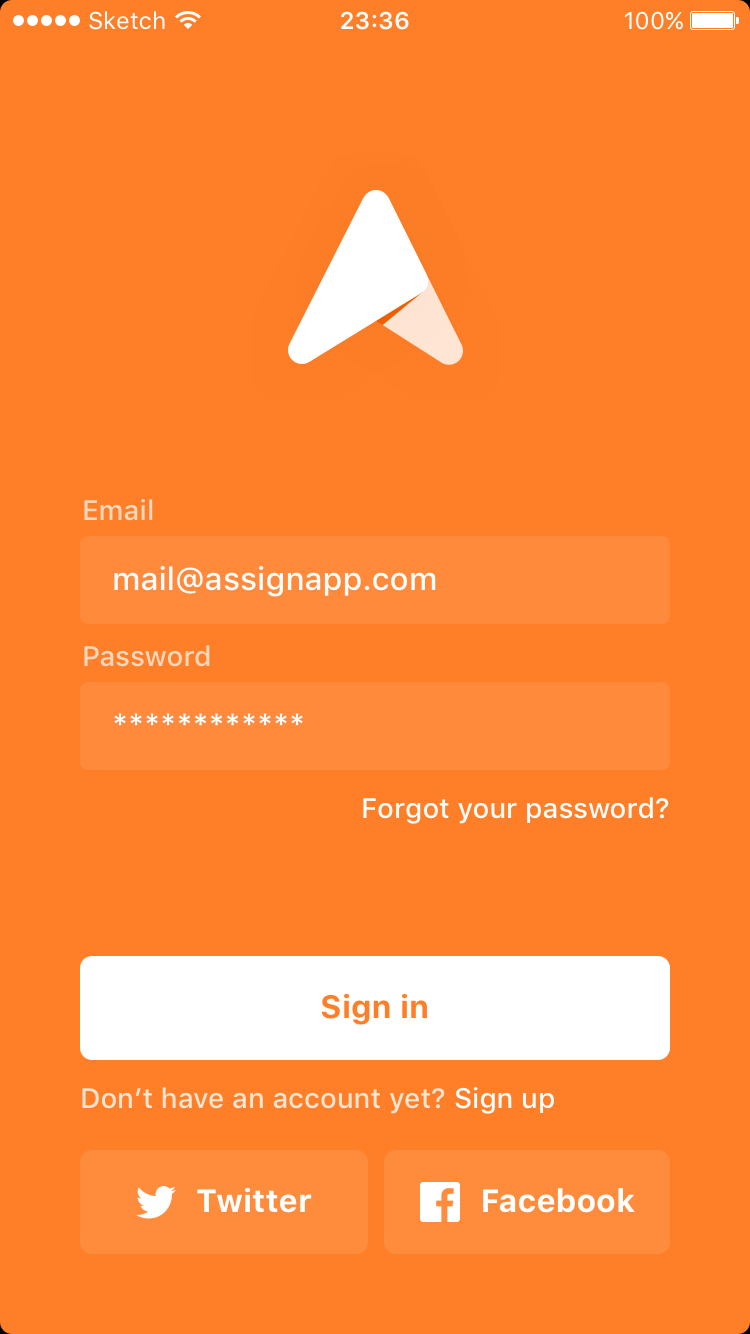 Sketch 23:36 100%
Email
mail@assignapp.com
Password
************
Forgot your password?
Sign in
Don’t have an account yet? Sign up
Twitter Facebook